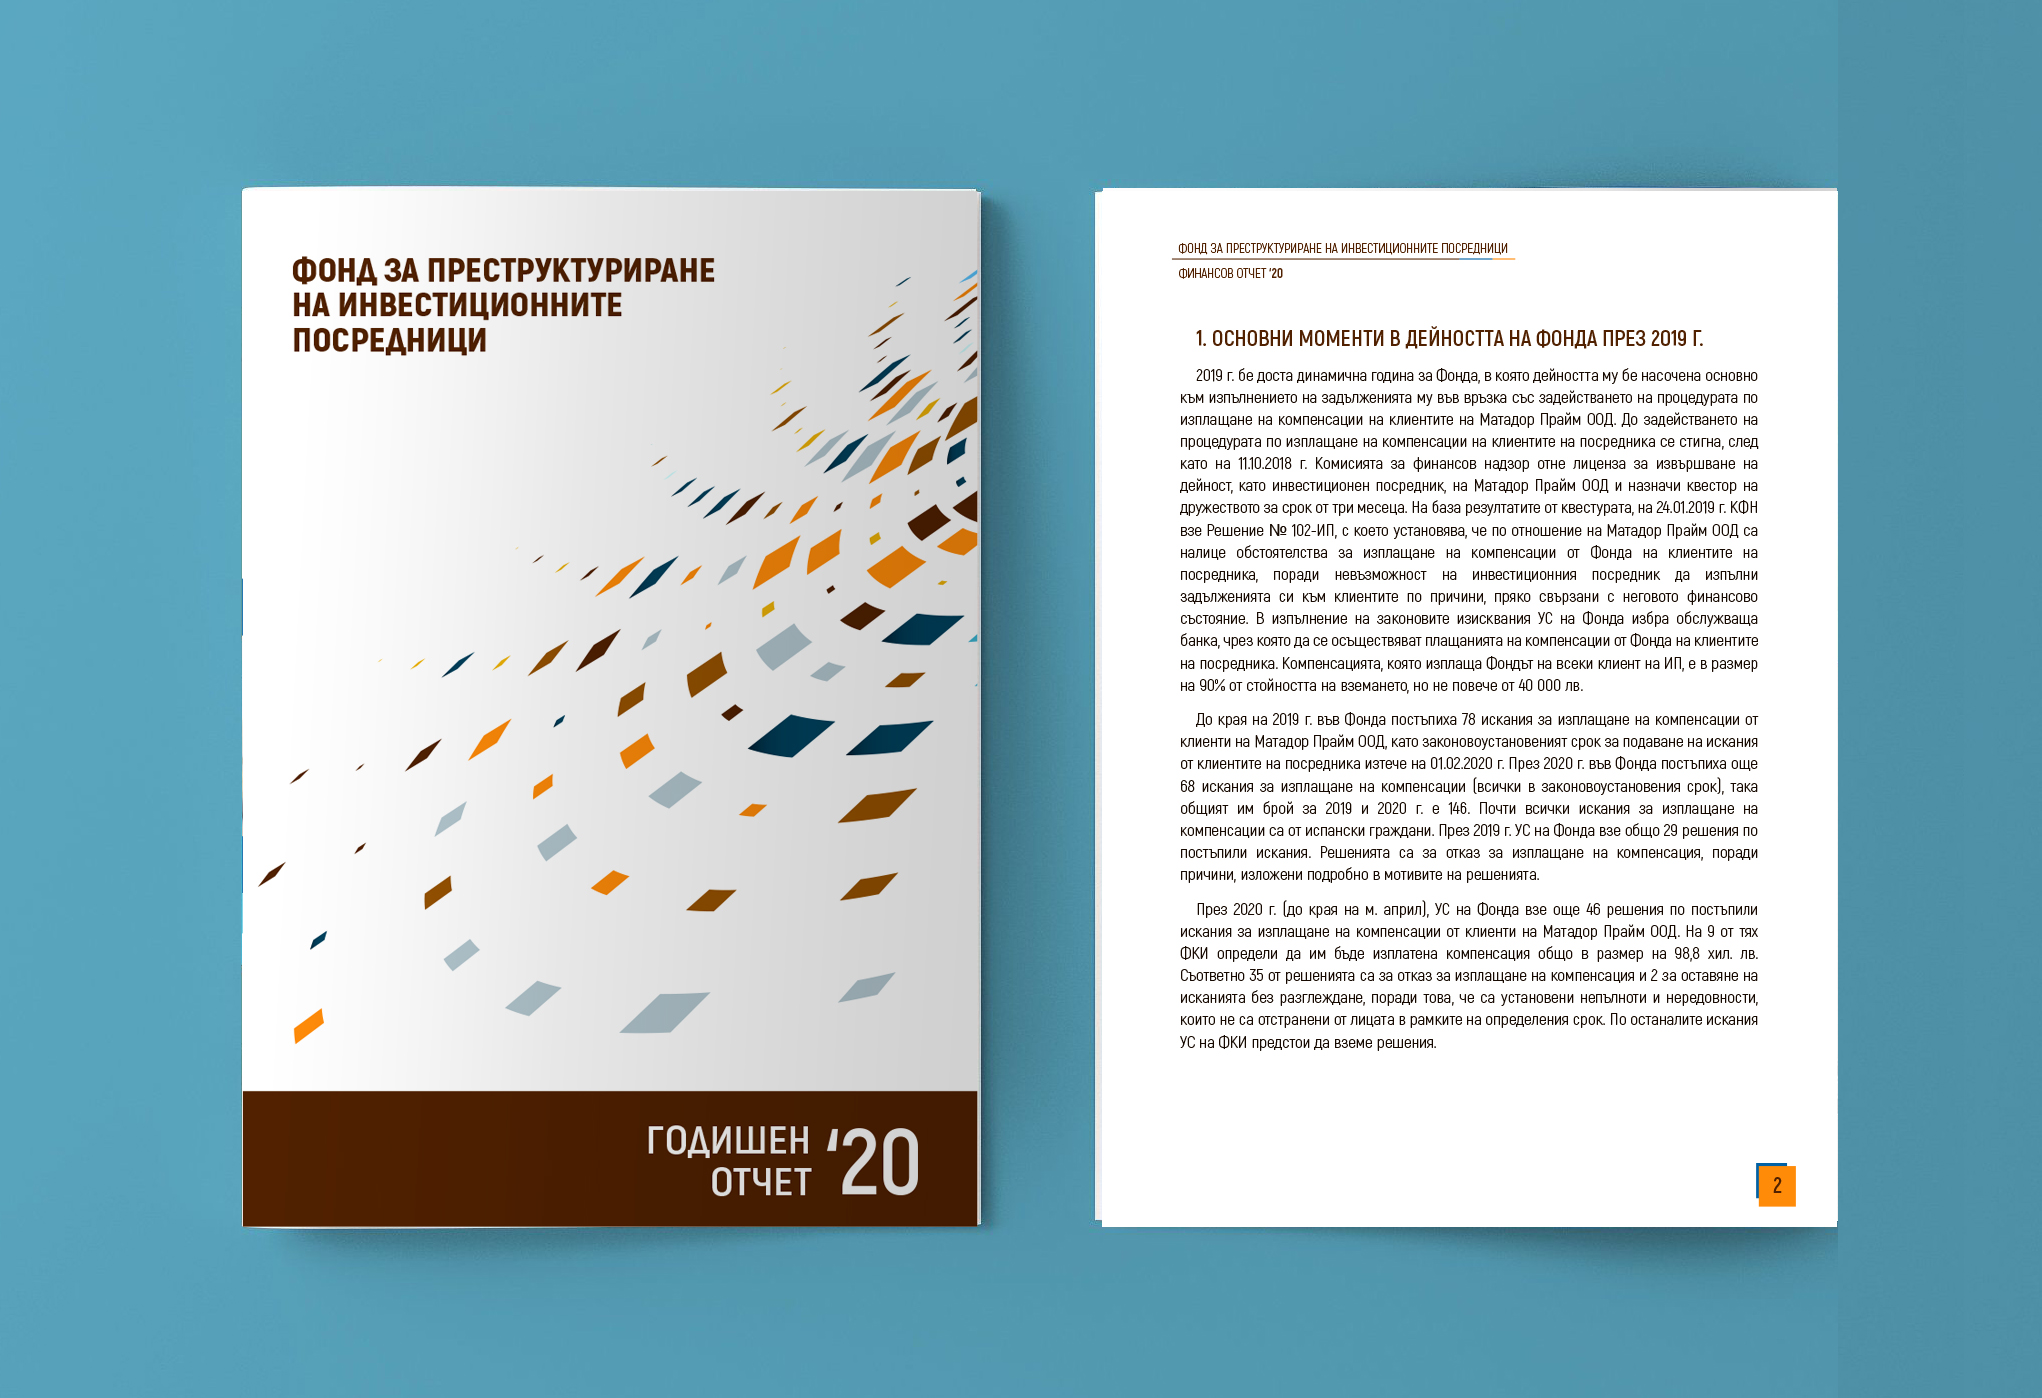 ФОНД ЗА ПРЕСТРУКТУРИРАНЕ
НА ИНВЕСТИЦИОННИТЕ
ПОСРЕДНИЦИ
ГОДИШЕН
ОТЧЕТ ‘20
ФОНД ЗА ПРЕСТРУКТУРИРАНЕ НА ИНВЕСТИЦИОННИТЕ ПОСРЕДНИЦИ
ФИНАНСОВ ОТЧЕТ ‘20
1. ОСНОВНИ МОМЕНТИ В ДЕЙНОСТТА НА ФОНДА ПРЕЗ 2019 Г.
2019 г. бе доста динамична година за Фонда, в която дейността му бе насочена основно
към изпълнението на задълженията му във връзка със задействането на процедурата по
изплащане на компенсации на клиентите на Матадор Прайм ООД. До задействането на
процедурата по изплащане на компенсации на клиентите на посредника се стигна, след
като на 11.10.2018 г. Комисията за финансов надзор отне лиценза за извършване на
дейност, като инвестиционен посредник, на Матадор Прайм ООД и назначи квестор на
дружеството за срок от три месеца. На база резултатите от квестурата, на 24.01.2019 г. КФН
взе Решение № 102-ИП, с което установява, че по отношение на Матадор Прайм ООД са
налице обстоятелства за изплащане на компенсации от Фонда на клиентите на
посредника, поради невъзможност на инвестиционния посредник да изпълни
задълженията си към клиентите по причини, пряко свързани с неговото финансово
състояние. В изпълнение на законовите изисквания УС на Фонда избра обслужваща
банка, чрез която да се осъществяват плащанията на компенсации от Фонда на клиентите
на посредника. Компенсацията, която изплаща Фондът на всеки клиент на ИП, е в размер
на 90% от стойността на вземането, но не повече от 40 000 лв.
До края на 2019 г. във Фонда постъпиха 78 искания за изплащане на компенсации от
клиенти на Матадор Прайм ООД, като законовоустановеният срок за подаване на искания
от клиентите на посредника изтече на 01.02.2020 г. През 2020 г. във Фонда постъпиха още
68 искания за изплащане на компенсации (всички в законовоустановения срок), така
общият им брой за 2019 и 2020 г. е 146. Почти всички искания за изплащане на
компенсации са от испански граждани. През 2019 г. УС на Фонда взе общо 29 решения по
постъпили искания. Решенията са за отказ за изплащане на компенсация, поради
причини, изложени подробно в мотивите на решенията.
През 2020 г. (до края на м. април), УС на Фонда взе още 46 решения по постъпили
искания за изплащане на компенсации от клиенти на Матадор Прайм ООД. На 9 от тях
ФКИ определи да им бъде изплатена компенсация общо в размер на 98,8 хил. лв.
Съответно 35 от решенията са за отказ за изплащане на компенсация и 2 за оставяне на
исканията без разглеждане, поради това, че са установени непълноти и нередовности,
които не са отстранени от лицата в рамките на определения срок. По останалите искания
УС на ФКИ предстои да вземе решения.
2